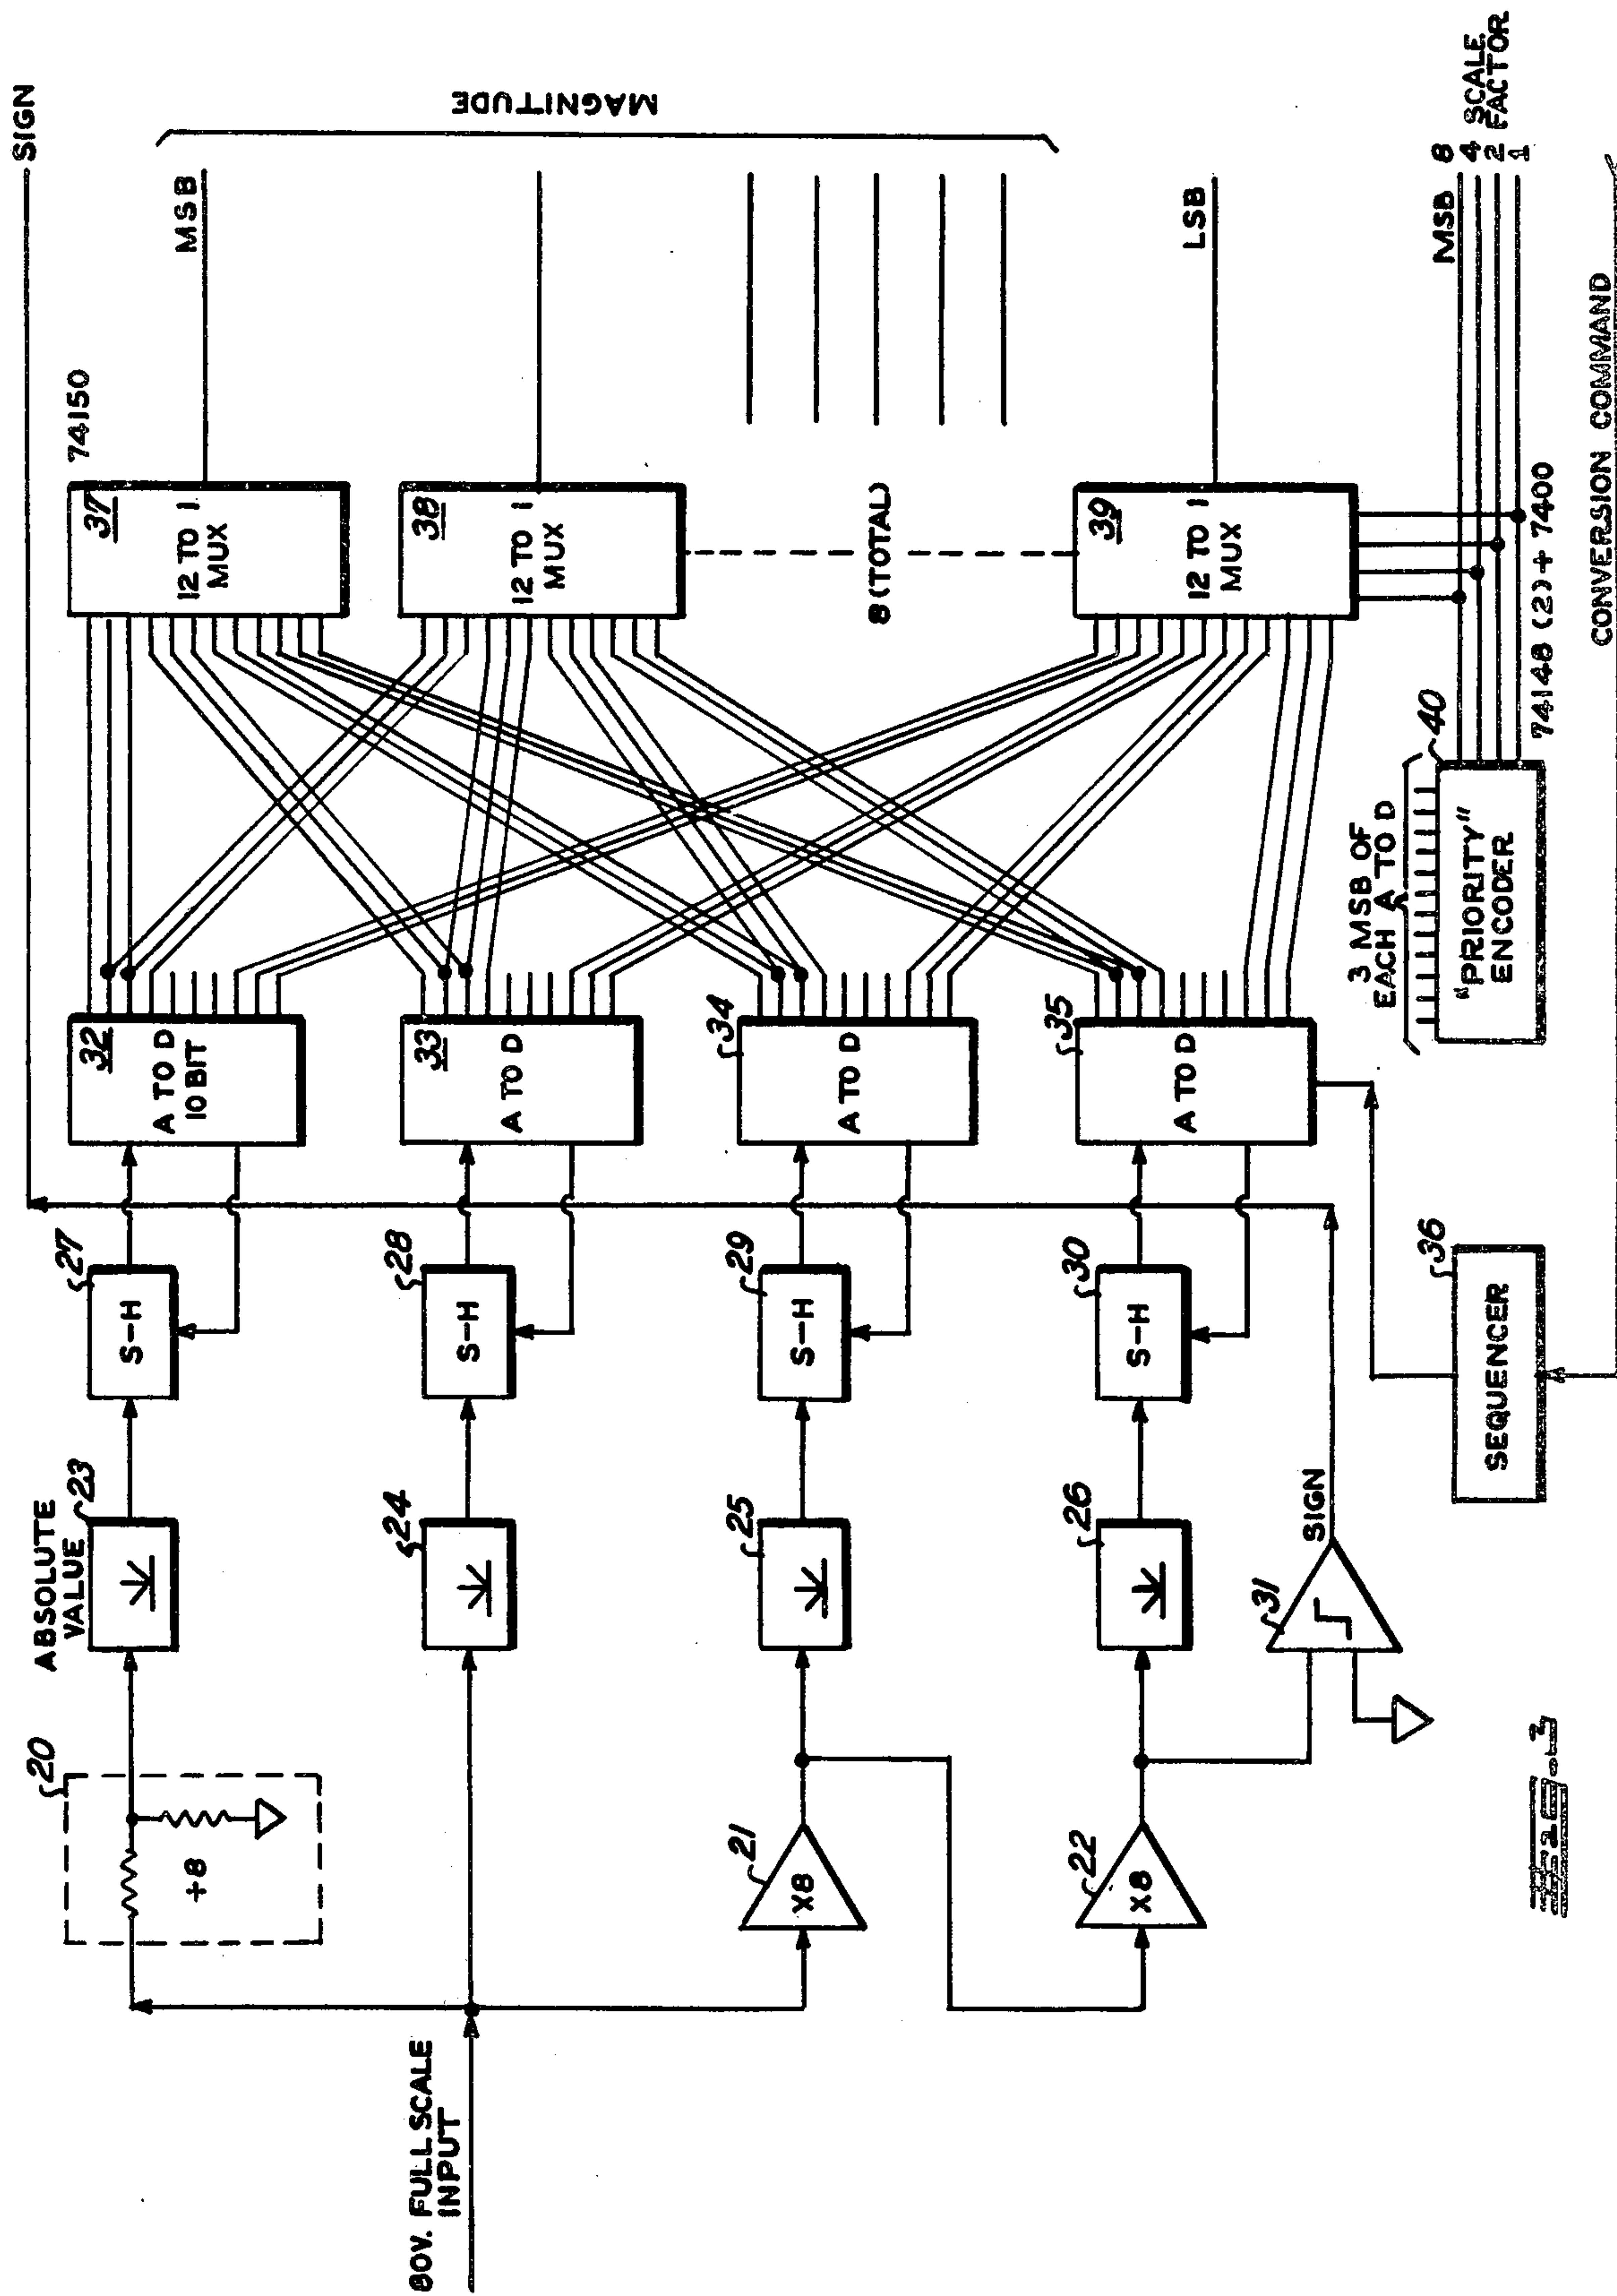 SIGN
ABSOLUTE
VALUE
20
÷8
23
27
S-H
32
A TO D
10 BIT
37
12 TO 1
MUX
74150
MSB
80V. FULL SCALE
INPUT
24
28
S-H
33
A TO D
38
12 TO 1
MUX
MAGNITUDE
21
X8
25
29
S-H
34
A TO D
8 (TOTAL)
22
X8
26
30
S-H
35
A TO D
39
12 TO 1
MUX
LSB
31
SIGN
36
SEQUENCER
3 MSB OF
EACH A TO D
40
"PRIORITY"
ENCODER
74148 (2) + 7400
MSB 8
4
2
1
SCALE
FACTOR
CONVERSION COMMAND